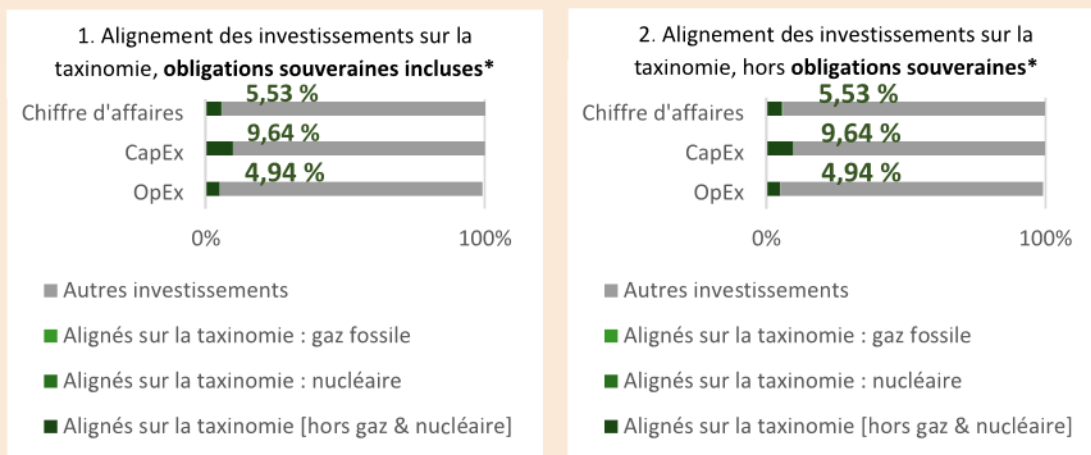 1. Alignement des investissements sur la
taxinomie, obligations souveraines incluses*
Chiffre d'affaires
5,53 %
CapEx
9,64 %
OpEx
4,94 %
0%
100%
Autres investissements
Alignés sur la taxinomie : gaz fossile
Alignés sur la taxinomie : nucléaire
Alignés sur la taxinomie [hors gaz & nucléaire]
2. Alignement des investissements sur la
taxinomie, hors obligations souveraines*
Chiffre d'affaires
5,53 %
CapEx
9,64 %
OpEx
4,94 %
0%
100%
Autres investissements
Alignés sur la taxinomie : gaz fossile
Alignés sur la taxinomie : nucléaire
Alignés sur la taxinomie [hors gaz & nucléaire]